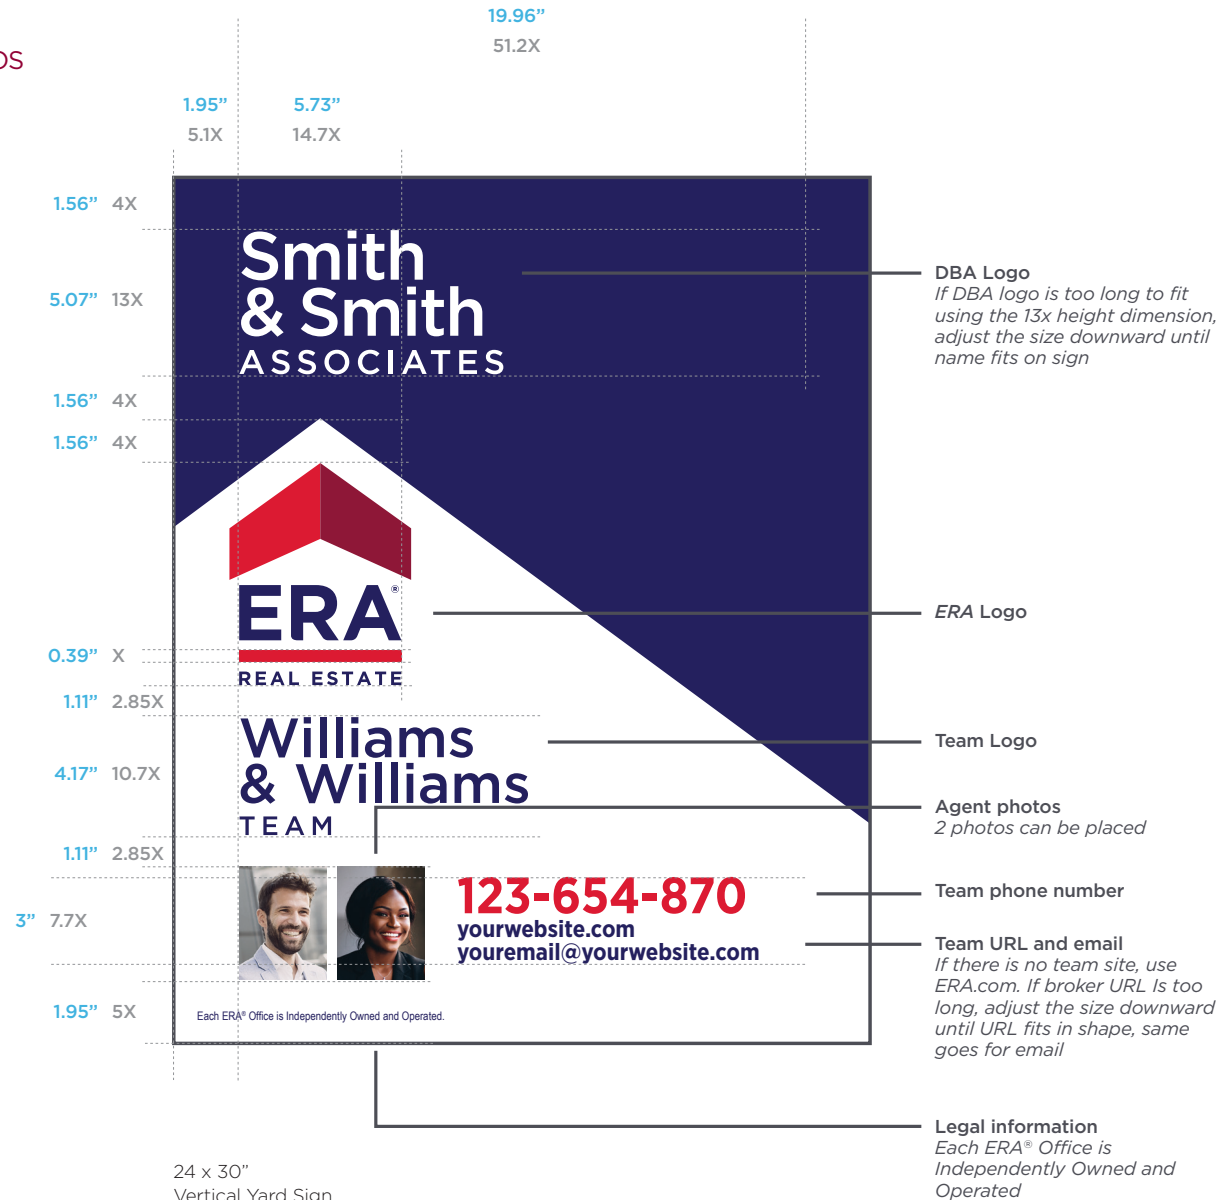 19.96”
51.2X
OS
1.95” 5.73”
5.1X 14.7X
1.56” 4X
5.07” 13X
1.56” 4X
1.56” 4X
0.39” X
1.11” 2.85X
4.17” 10.7X
1.11” 2.85X
3” 7.7X
1.95” 5X
Smith
& Smith
ASSOCIATES
ERA®
REAL ESTATE
Williams
& Williams
TEAM
123-654-870
yourwebsite.com
youremail@yourwebsite.com
Each ERA® Office is Independently Owned and Operated.
DBA Logo
If DBA logo is too long to fit
using the 13x height dimension,
adjust the size downward until
name fits on sign
ERA Logo
Team Logo
Agent photos
2 photos can be placed
Team phone number
Team URL and email
If there is no team site, use
ERA.com. If broker URL Is too
long, adjust the size downward
until URL fits in shape, same
goes for email
Legal information
Each ERA® Office is
Independently Owned and
Operated
24 x 30”
Vertical Yard Sign